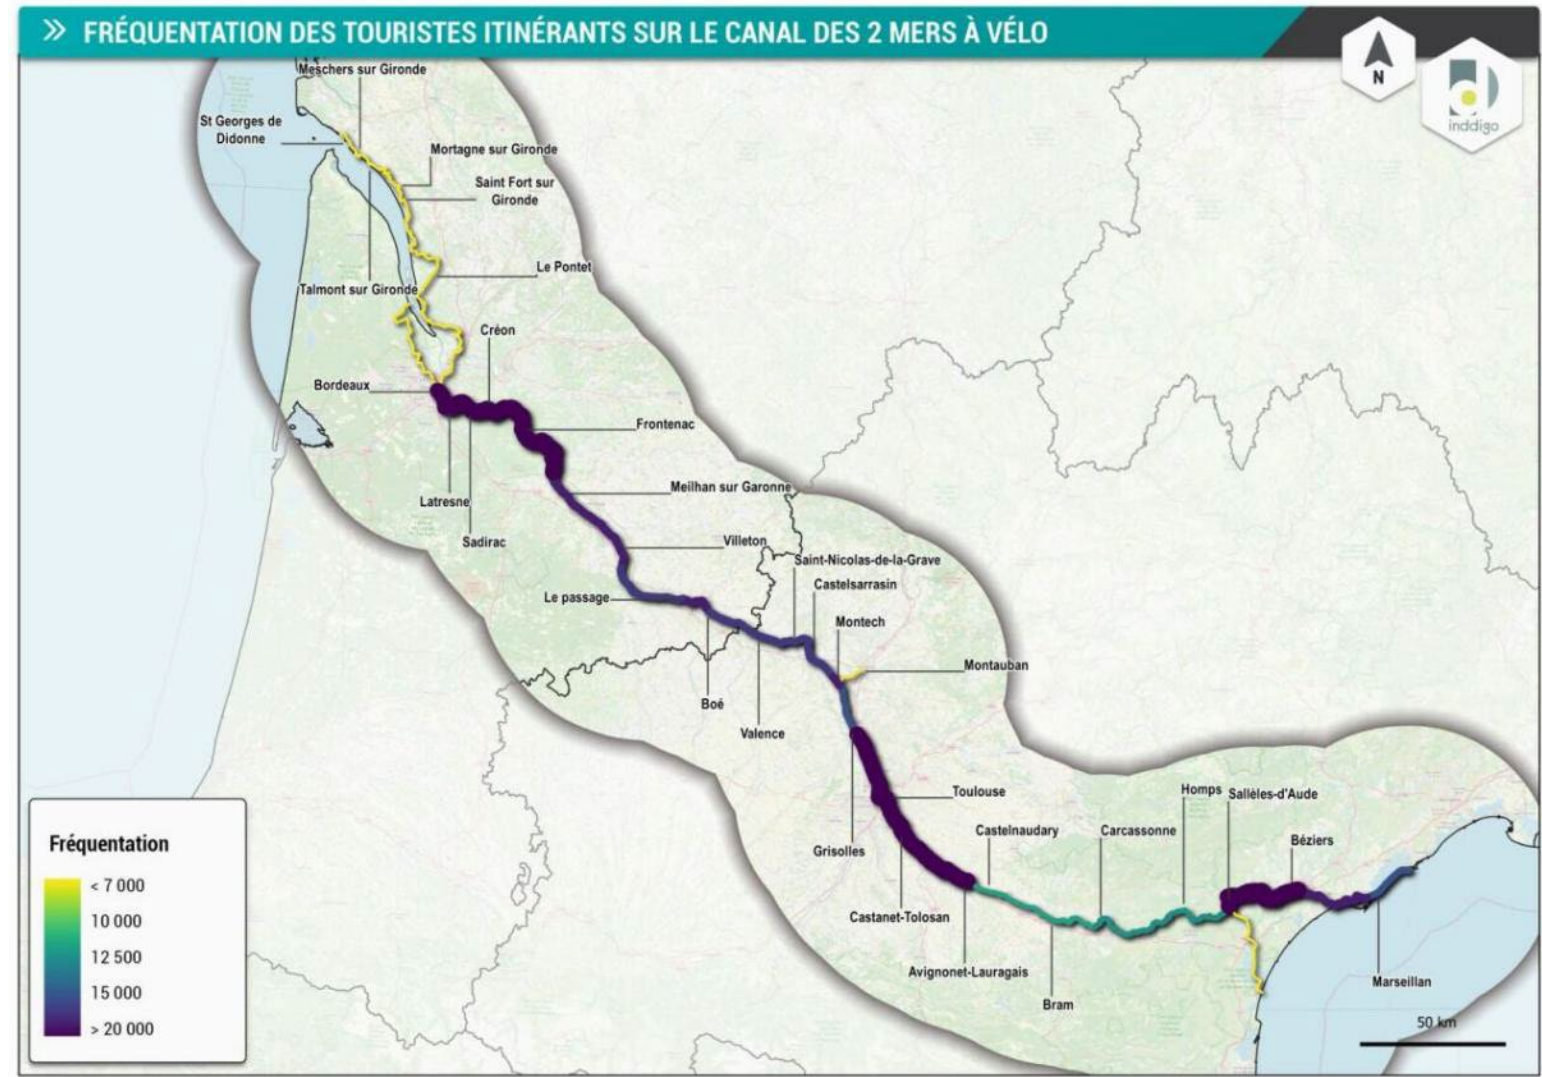 >> FRÉQUENTATION DES TOURISTES ITINÉRANTS SUR LE CANAL DES 2 MERS À VÉLO
N
inddigo
Meschers sur Gironde
St Georges de
Didonne
Mortagne sur Gironde
Saint Fort sur
Gironde
Le Pontet
Talmont sur Gironde
Créon
Bordeaux
Frontenac
Latresne
Meilhan sur Garonne
Sadirac
Villeton
Saint-Nicolas-de-la-Grave
Castelsarrasin
Le passage
Montech
Montauban
Boé
Valence
Toulouse
Homps
Sallèles-d'Aude
Castelnaudary
Carcassonne
Béziers
Grisolles
Castanet-Tolosan
Avignonet-Lauragais
Bram
Marseillan
Fréquentation
< 7 000
10 000
12 500
15 000
> 20 000
50 km